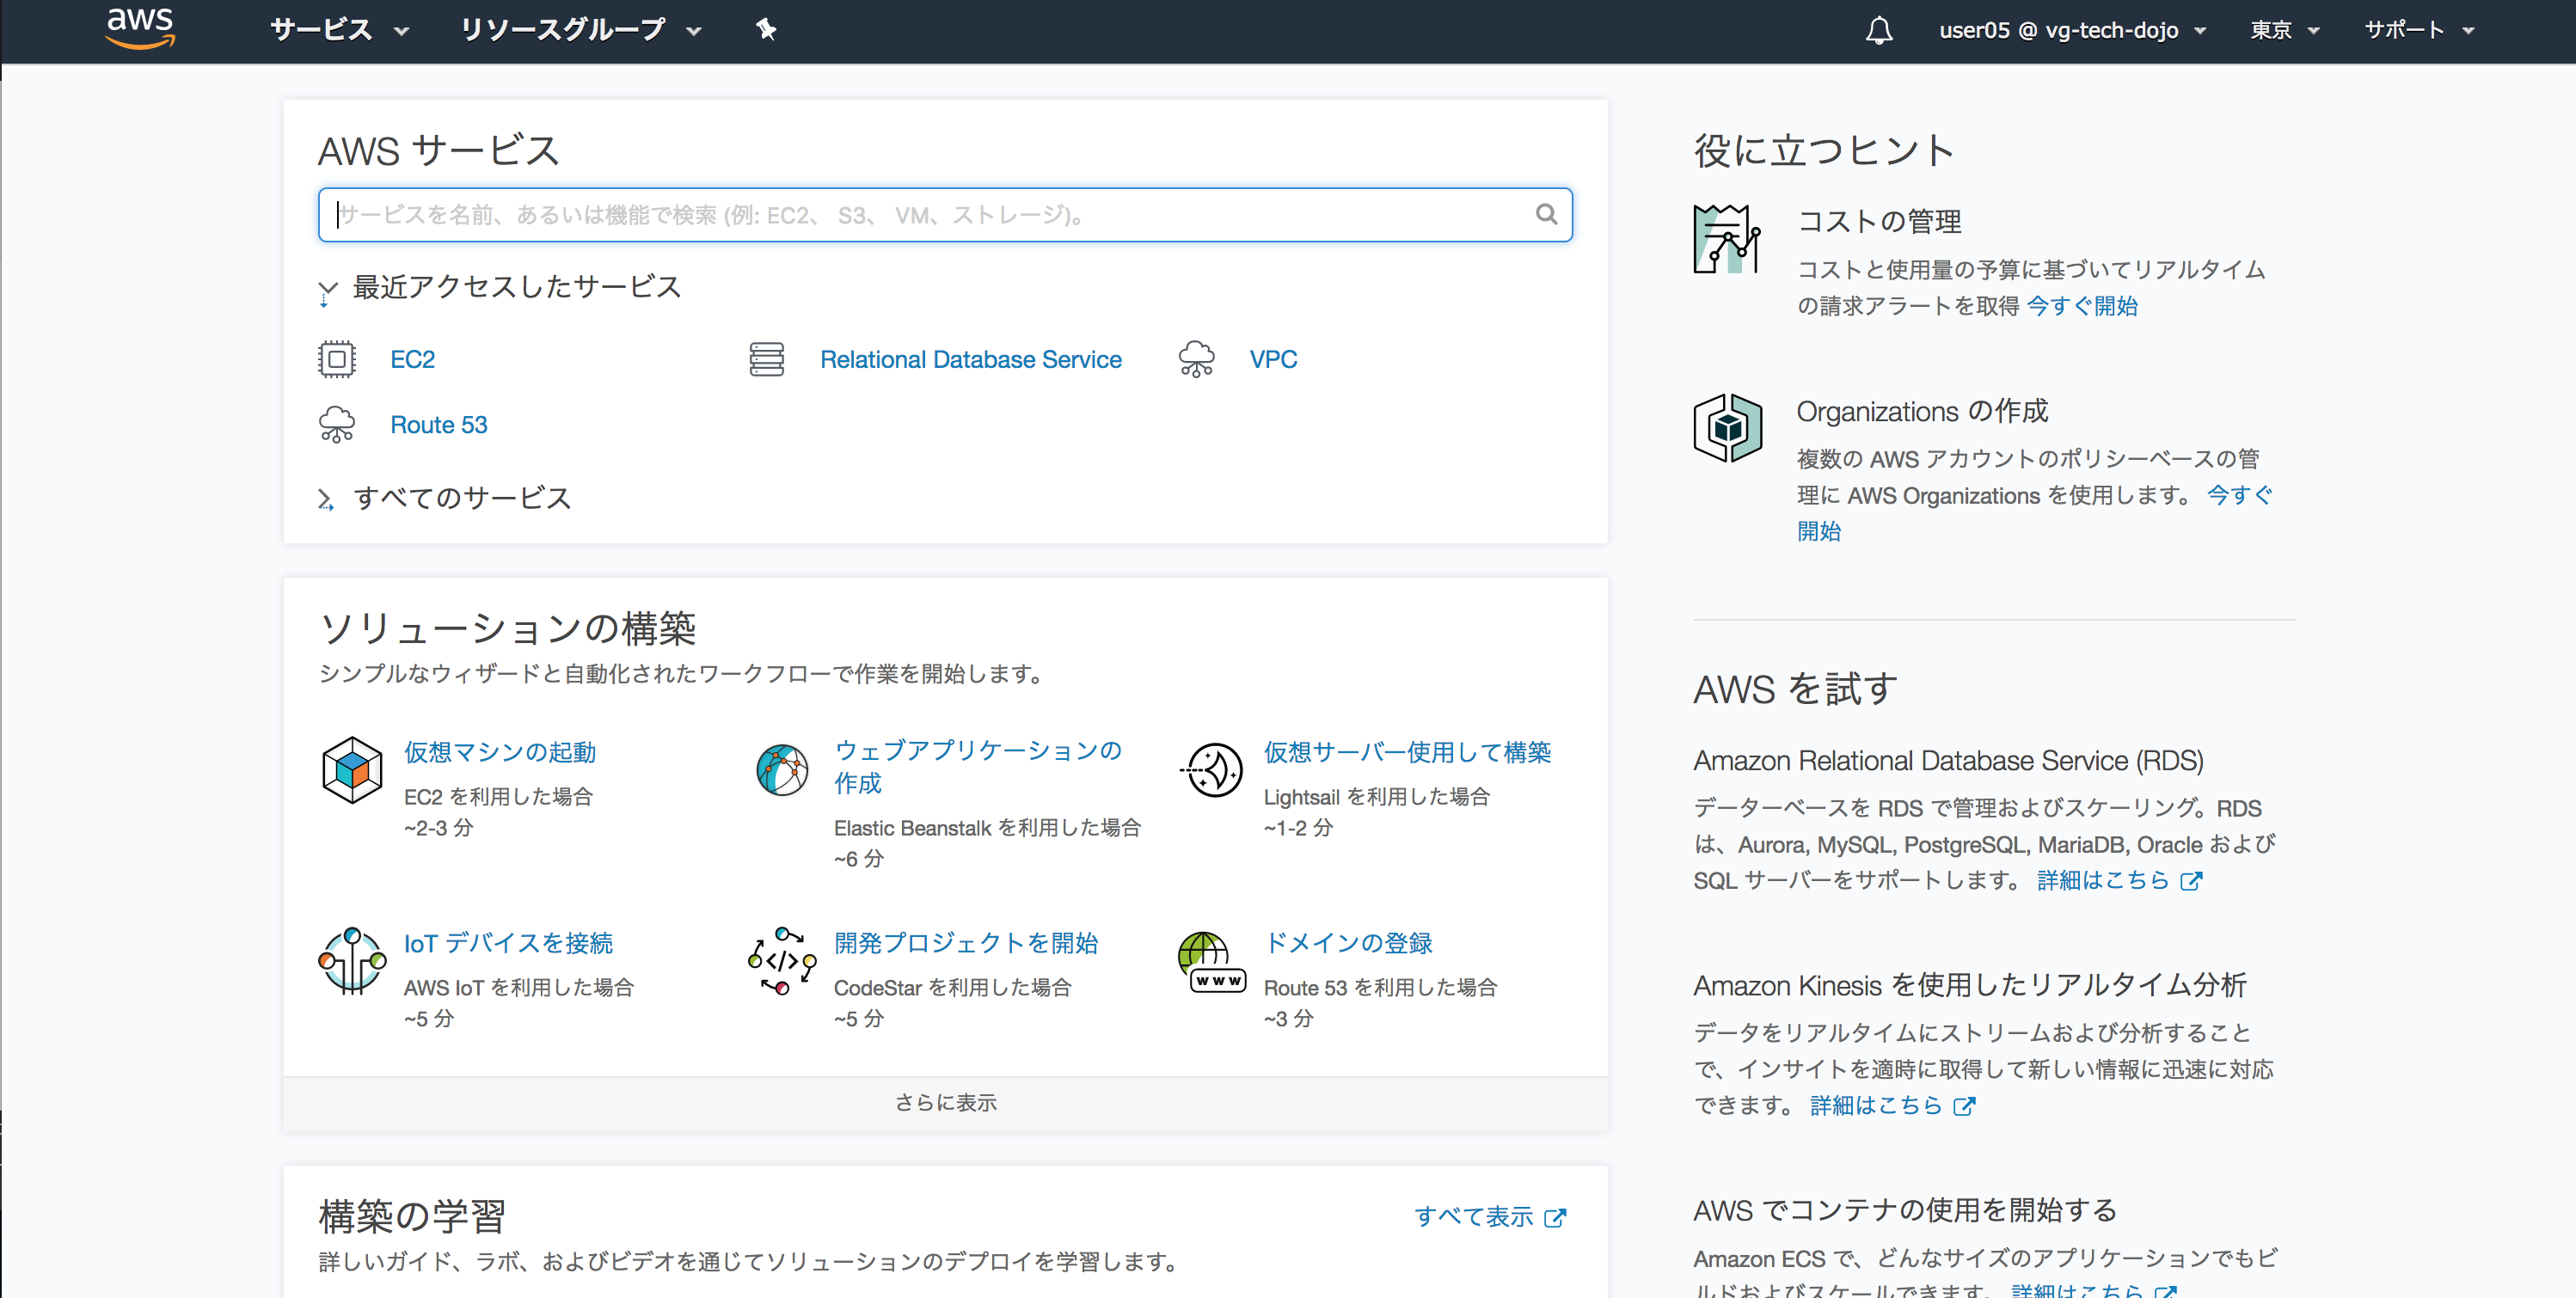 aws サービス リソースグループ user05 @ vg-tech-dojo 東京 サポート
AWS サービス
サービスを名前、あるいは機能で検索 (例: EC2、 S3、 VM、ストレージ)。
最近アクセスしたサービス
EC2
Relational Database Service
VPC
Route 53
すべてのサービス
ソリューションの構築
シンプルなウィザードと自動化されたワークフローで作業を開始します。
仮想マシンの起動
EC2 を利用した場合
~2-3 分
ウェブアプリケーションの
作成
Elastic Beanstalk を利用した場合
~6 分
仮想サーバー使用して構築
Lightsail を利用した場合
~1-2 分
IoT デバイスを接続
AWS IoT を利用した場合
~5 分
開発プロジェクトを開始
CodeStar を利用した場合
~5 分
www
ドメインの登録
Route 53 を利用した場合
~3 分
さらに表示
構築の学習
すべて表示
詳しいガイド、ラボ、およびビデオを通じてソリューションのデプロイを学習します。
役に立つヒント
コストの管理
コストと使用量の予算に基づいてリアルタイム
の請求アラートを取得 今すぐ開始
Organizations の作成
複数の AWS アカウントのポリシーベースの管
理に AWS Organizations を使用します。 今すぐ
開始
AWS を試す
Amazon Relational Database Service (RDS)
データーベースを RDS で管理およびスケーリング。RDS
は、Aurora, MySQL, PostgreSQL, MariaDB, Oracle および
SQL サーバーをサポートします。 詳細はこちら
Amazon Kinesis を使用したリアルタイム分析
データをリアルタイムにストリームおよび分析すること
で、インサイトを適時に取得して新しい情報に迅速に対応
できます。 詳細はこちら
AWS でコンテナの使用を開始する
Amazon ECS で、どんなサイズのアプリケーションでもビ
ルドおよびスケールできます。 詳細はこちら